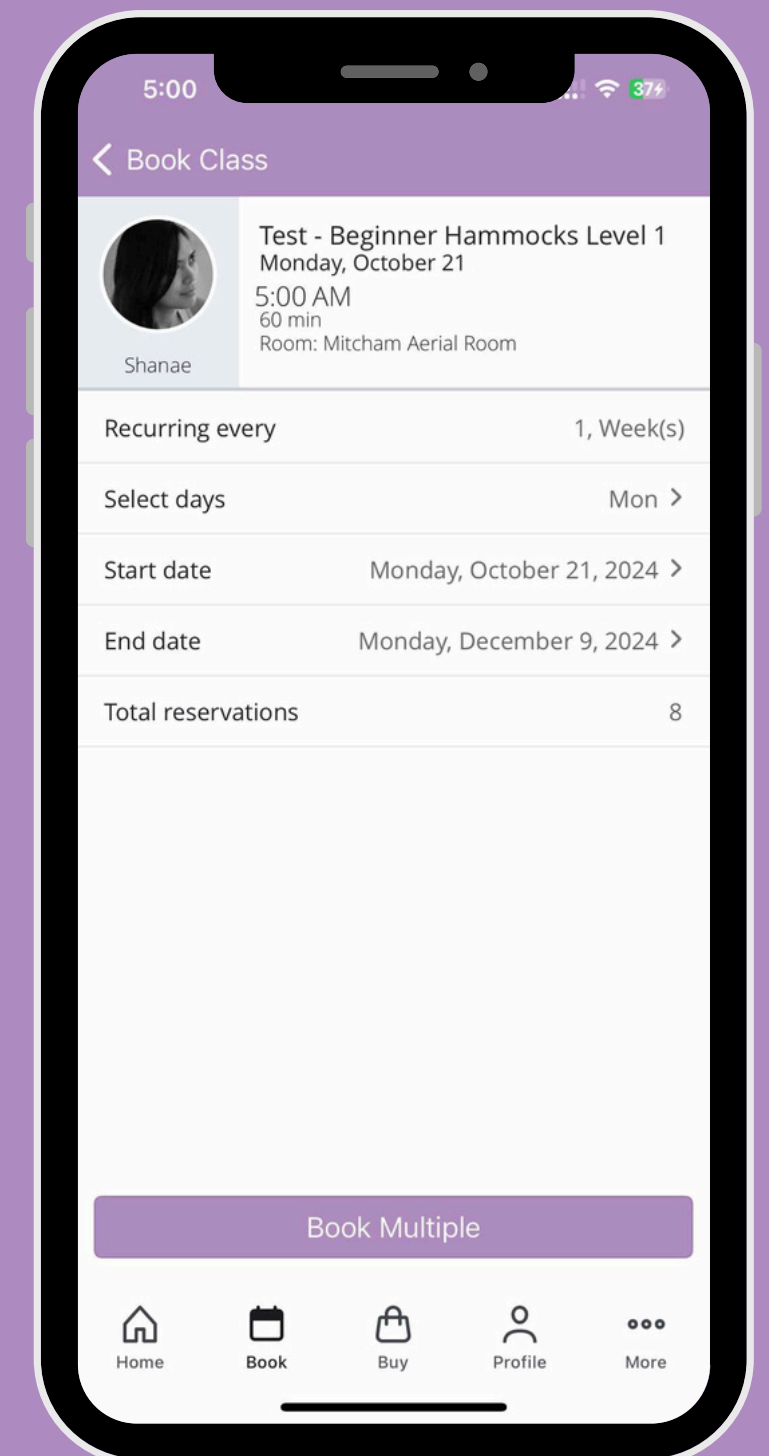 5:00
37
Book Class
Test - Beginner Hammocks Level 1
Monday, October 21
5:00 AM
60 min
Room: Mitcham Aerial Room
Shanae
Recurring every 1, Week(s)
Select days Mon
Start date Monday, October 21, 2024
End date Monday, December 9, 2024
Total reservations 8
Book Multiple
Home Book Buy Profile More